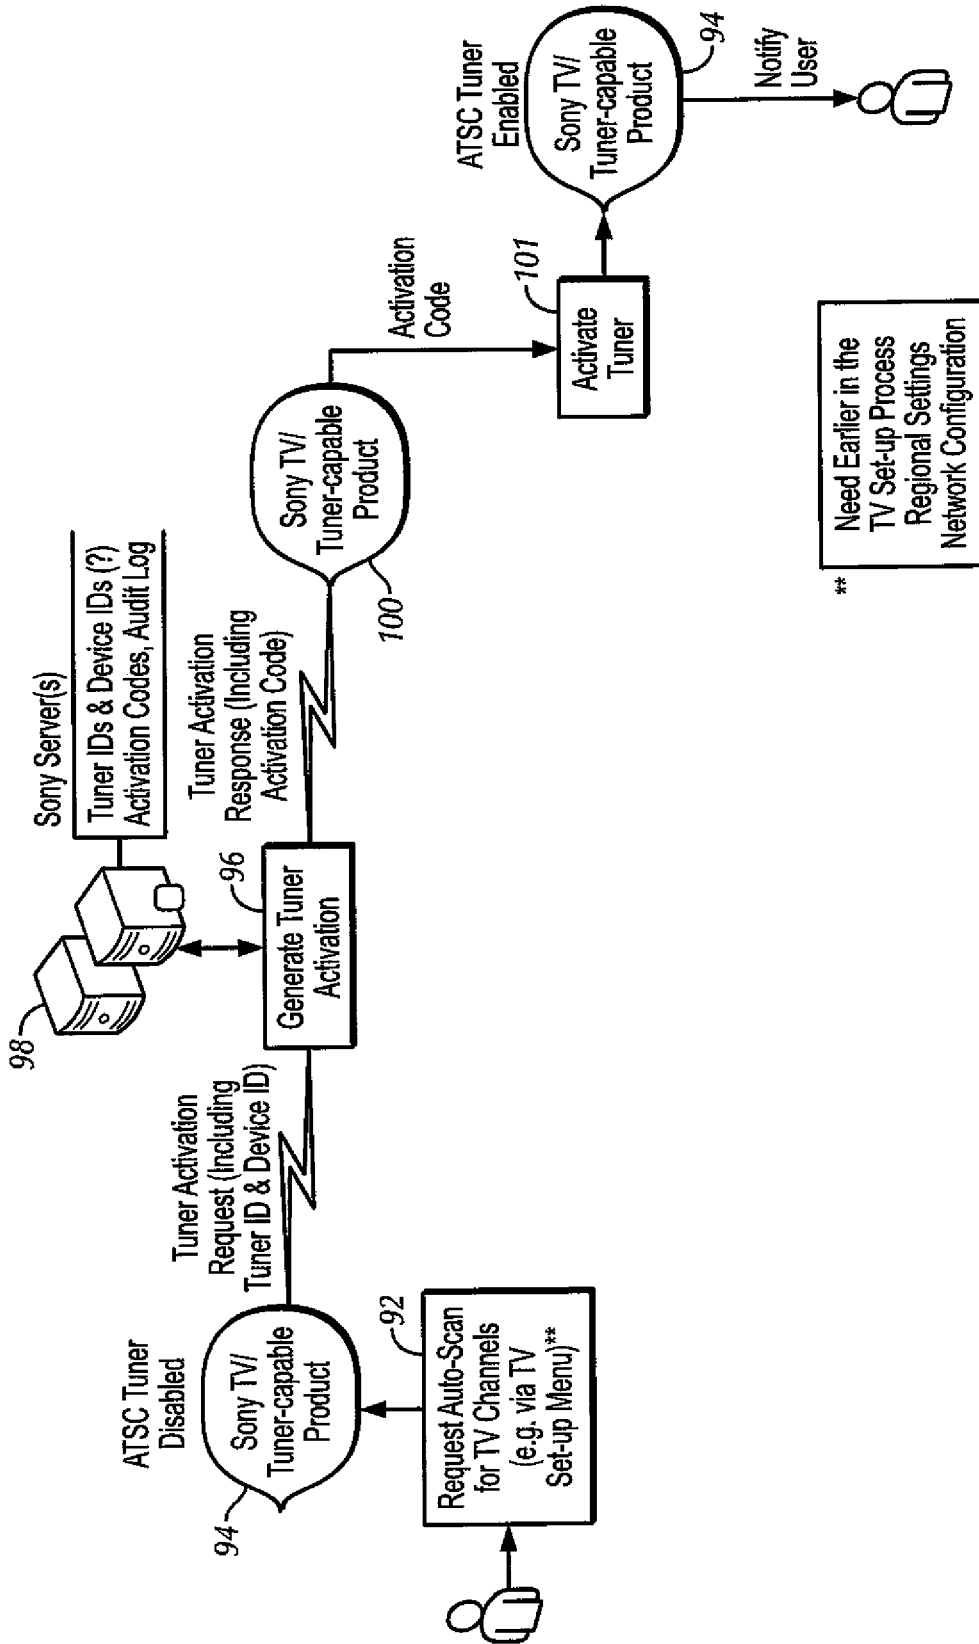 Sony Server(s)
Tuner IDs & Device IDs (?)
Activation Codes, Audit Log
98
ATSC Tuner
Disabled
Sony TV/
Tuner-capable
Product
94
Request Auto-Scan
for TV Channels
(e.g. via TV
Set-up Menu)**
92
Tuner Activation
Request (Including
Tuner ID & Device ID)
Generate Tuner
Activation
96
Tuner Activation
Response (Including
Activation Code)
Sony TV/
Tuner-capable
Product
100
Activation
Code
Activate
Tuner
101
ATSC Tuner
Enabled
Sony TV/
Tuner-capable
Product
94
Notify
User
**
Need Earlier in the
TV Set-up Process
Regional Settings
Network Configuration